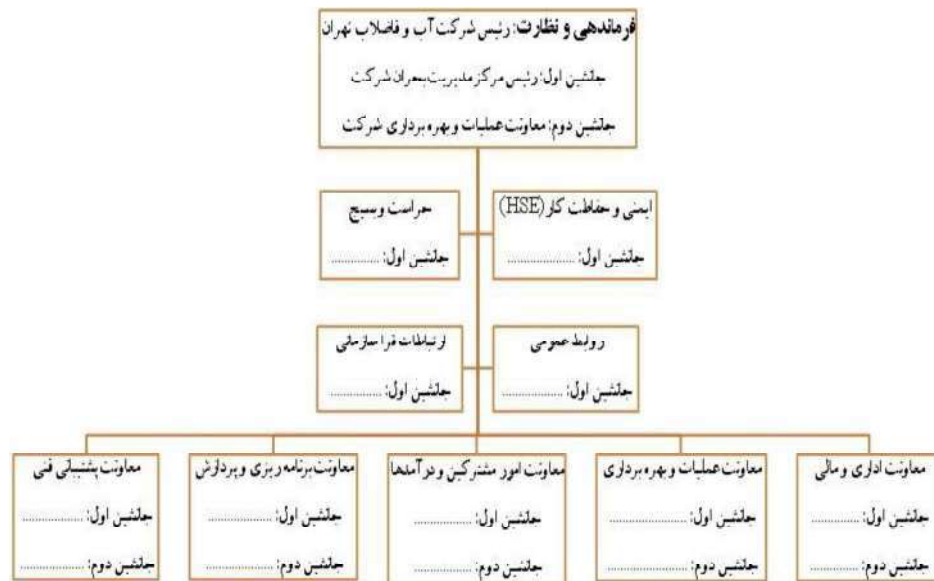 فرماندهی و نظارت: رئیس شرکت آب و فاضلاب تهران
جانشین اول: رئیس مرکز مدیریت بحران شرکت
جانشین دوم: معاونت عملیات و بهره برداری شرکت
ایمنی و حفاظت کار (HSE)
جانشین اول: ..................
حراست و بسیج
جانشین اول: ..............
روابط عمومی
جانشین اول: ................
ارتباطات فرا سازمانی
جانشین اول: ...............
معاونت اداری و مالی
جانشین اول: ..................
جانشین دوم: ..................
معاونت عملیات و بهره برداری
جانشین اول: ..................
جانشین دوم: ..................
معاونت امور مشترکین و درآمدها
جانشین اول: ...............
جانشین دوم: ...............
معاونت برنامه ریزی و پردازش
جانشین اول: ..................
جانشین دوم: ..................
معاونت پشتیبانی فنی
جانشین اول: ................
جانشین دوم: ................